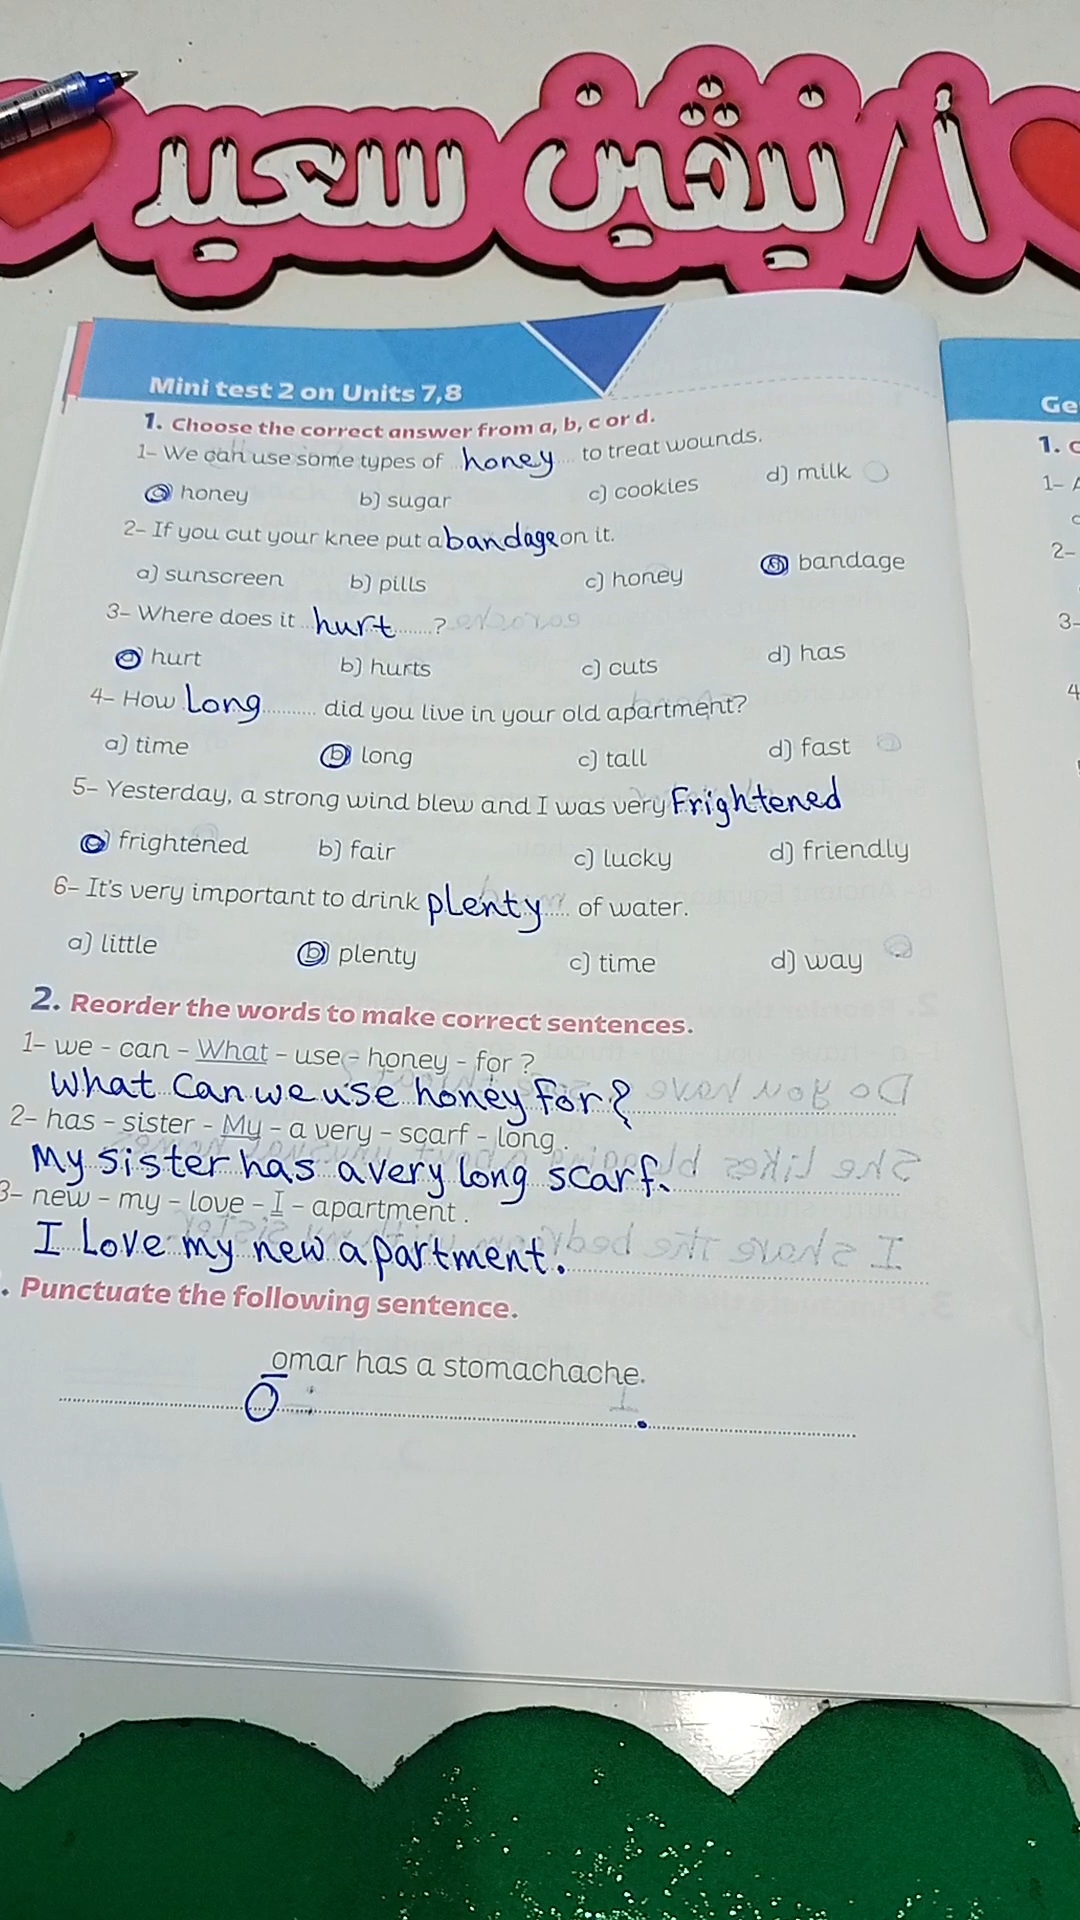 أ/ نيفين سعيد
Mini test 2 on Units 7,8
1. Choose the correct answer from a, b, c or d.
1- We can use some types of honey to treat wounds.
a) honey b) sugar c) cookies d) milk
2- If you cut your knee put a bandage on it.
a) sunscreen b) pills c) honey d) bandage
3- Where does it hurt ?
a) hurt b) hurts c) cuts d) has
4- How Long did you live in your old apartment?
a) time b) long c) tall d) fast
5- Yesterday, a strong wind blew and I was very Frightened
a) frightened b) fair c) lucky d) friendly
6- It's very important to drink plenty of water.
a) little b) plenty c) time d) way
2. Reorder the words to make correct sentences.
1- we - can - What - use - honey - for ?
What can we use honey for?
2- has - sister - My - a very - scarf - long .
My sister has a very long scarf.
3- new - my - love - I - apartment .
I Love my new apartment.
. Punctuate the following sentence.
omar has a stomachache.
O .
Ge
1. C
1- A
2-
3-
4